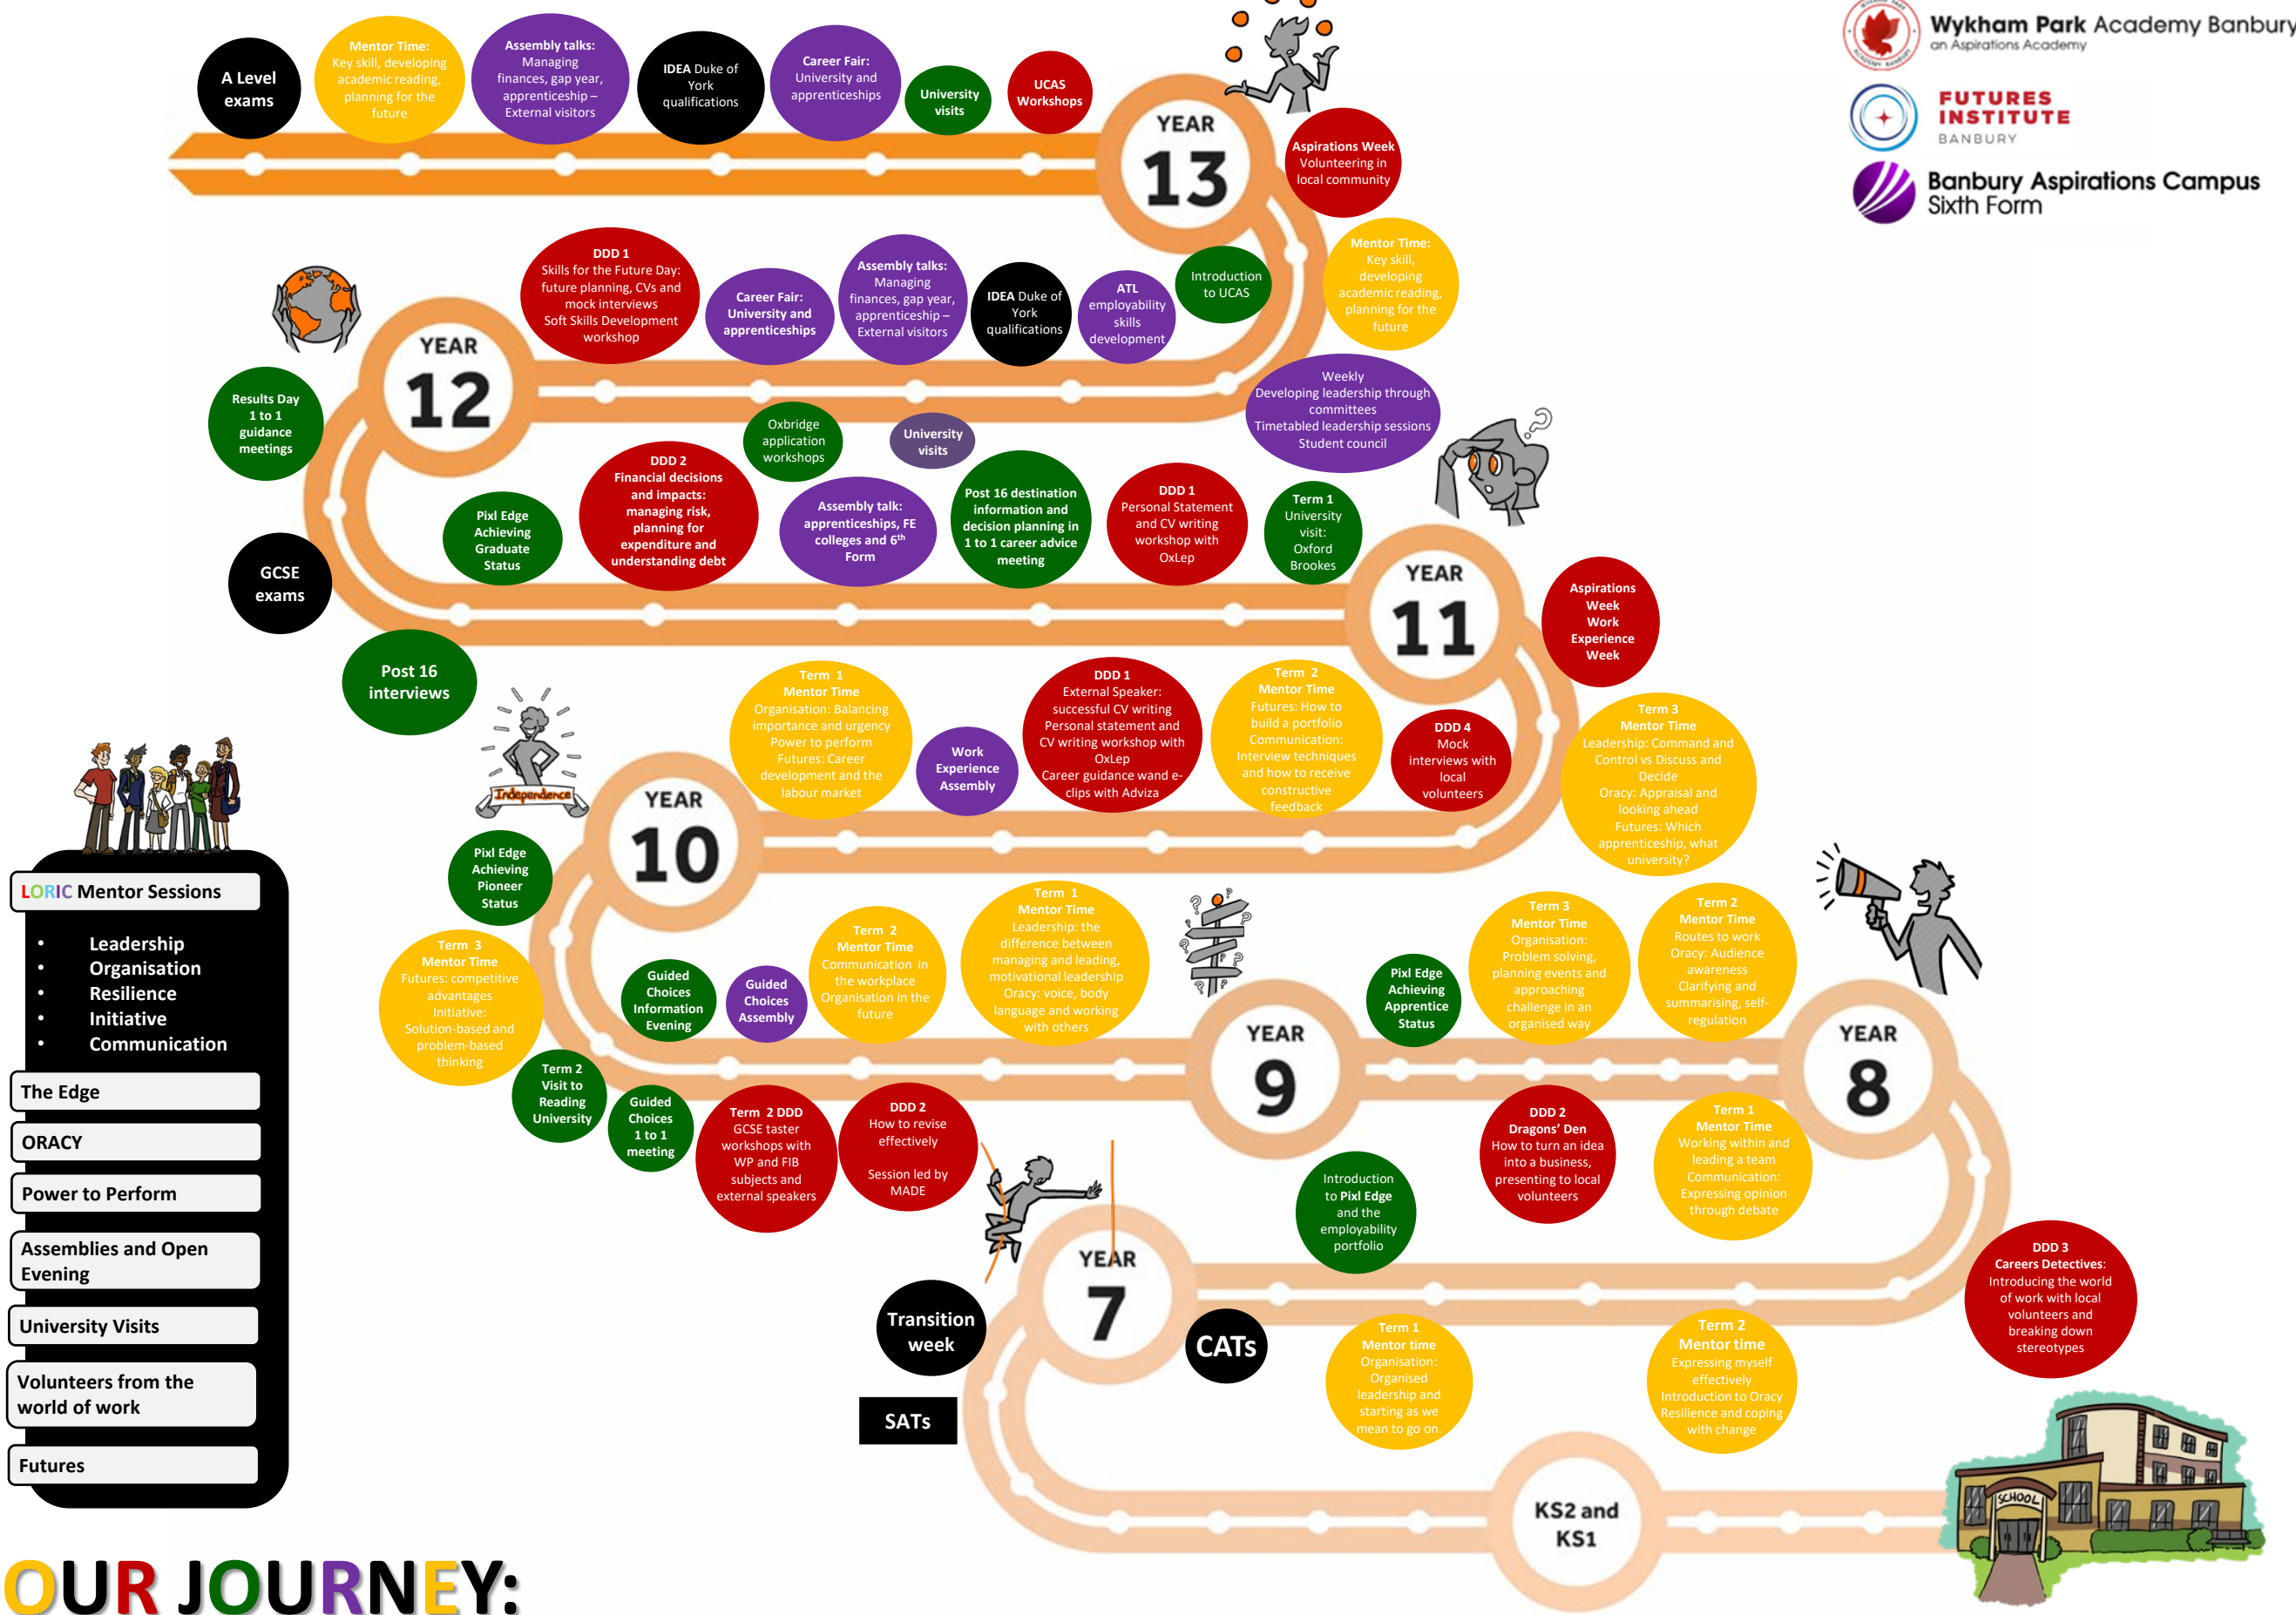 WYKHAM PARK
ACADEMY BANBURY
Wykham Park Academy Banbury
an Aspirations Academy
FUTURES
INSTITUTE
BANBURY
Banbury Aspirations Campus
Sixth Form
A Level
exams
Mentor Time:
Key skill, developing
academic reading,
planning for the
future
Assembly talks:
Managing
finances, gap year,
apprenticeship –
External visitors
IDEA Duke of
York
qualifications
Career Fair:
University and
apprenticeships
University
visits
UCAS
Workshops
YEAR
13
Aspirations Week
Volunteering in
local community
Mentor Time:
Key skill,
developing
academic reading,
planning for the
future
DDD 1
Skills for the Future Day:
future planning, CVs and
mock interviews
Soft Skills Development
workshop
Career Fair:
University and
apprenticeships
Assembly talks:
Managing
finances, gap year,
apprenticeship –
External visitors
IDEA Duke of
York
qualifications
ATL
employability
skills
development
Introduction
to UCAS
YEAR
12
Weekly
Developing leadership through
committees
Timetabled leadership sessions
Student council
Results Day
1 to 1
guidance
meetings
Oxbridge
application
workshops
University
visits
GCSE
exams
Pixl Edge
Achieving
Graduate
Status
DDD 2
Financial decisions
and impacts:
managing risk,
planning for
expenditure and
understanding debt
Assembly talk:
apprenticeships, FE
colleges and 6th
Form
Post 16 destination
information and
decision planning in
1 to 1 career advice
meeting
DDD 1
Personal Statement
and CV writing
workshop with
OxLep
Term 1
University
visit:
Oxford
Brookes
YEAR
11
Aspirations
Week
Work
Experience
Week
Post 16
interviews
Independence
YEAR
10
Term 1
Mentor Time
Organisation: Balancing
importance and urgency
Power to perform
Futures: Career
development and the
labour market
Work
Experience
Assembly
DDD 1
External Speaker:
successful CV writing
Personal statement and
CV writing workshop with
OxLep
Career guidance wand e-
clips with Adviza
Term 2
Mentor Time
Futures: How to
build a portfolio
Communication:
Interview techniques
and how to receive
constructive
feedback
DDD 4
Mock
interviews with
local
volunteers
Term 3
Mentor Time
Leadership: Command and
Control vs Discuss and
Decide
Oracy: Appraisal and
looking ahead
Futures: Which
apprenticeship, what
university?
Pixl Edge
Achieving
Pioneer
Status
Term 3
Mentor Time
Futures: competitive
advantages
Initiative:
Solution-based and
problem-based
thinking
Guided
Choices
Information
Evening
Guided
Choices
Assembly
Term 2
Mentor Time
Communication in
the workplace
Organisation in the
future
Term 1
Mentor Time
Leadership: the
difference between
managing and leading,
motivational leadership
Oracy: voice, body
language and working
with others
YEAR
9
Pixl Edge
Achieving
Apprentice
Status
Term 3
Mentor Time
Organisation:
Problem solving,
planning events and
approaching
challenge in an
organised way
Term 2
Mentor Time
Routes to work
Oracy: Audience
awareness
Clarifying and
summarising, self-
regulation
YEAR
8
Term 2
Visit to
Reading
University
Guided
Choices
1 to 1
meeting
Term 2 DDD
GCSE taster
workshops with
WP and FIB
subjects and
external speakers
DDD 2
How to revise
effectively
Session led by
MADE
Introduction
to Pixl Edge
and the
employability
portfolio
DDD 2
Dragons' Den
How to turn an idea
into a business,
presenting to local
volunteers
Term 1
Mentor Time
Working within and
leading a team
Communication:
Expressing opinion
through debate
DDD 3
Careers Detectives:
Introducing the world
of work with local
volunteers and
breaking down
stereotypes
YEAR
7
Transition
week
CATs
SATs
Term 1
Mentor time
Organisation:
Organised
leadership and
starting as we
mean to go on.
Term 2
Mentor time
Expressing myself
effectively
Introduction to Oracy
Resilience and coping
with change
KS2 and
KS1
SCHOOL
LORIC Mentor Sessions
• Leadership
• Organisation
• Resilience
• Initiative
• Communication
The Edge
ORACY
Power to Perform
Assemblies and Open
Evening
University Visits
Volunteers from the
world of work
Futures
OUR JOURNEY: